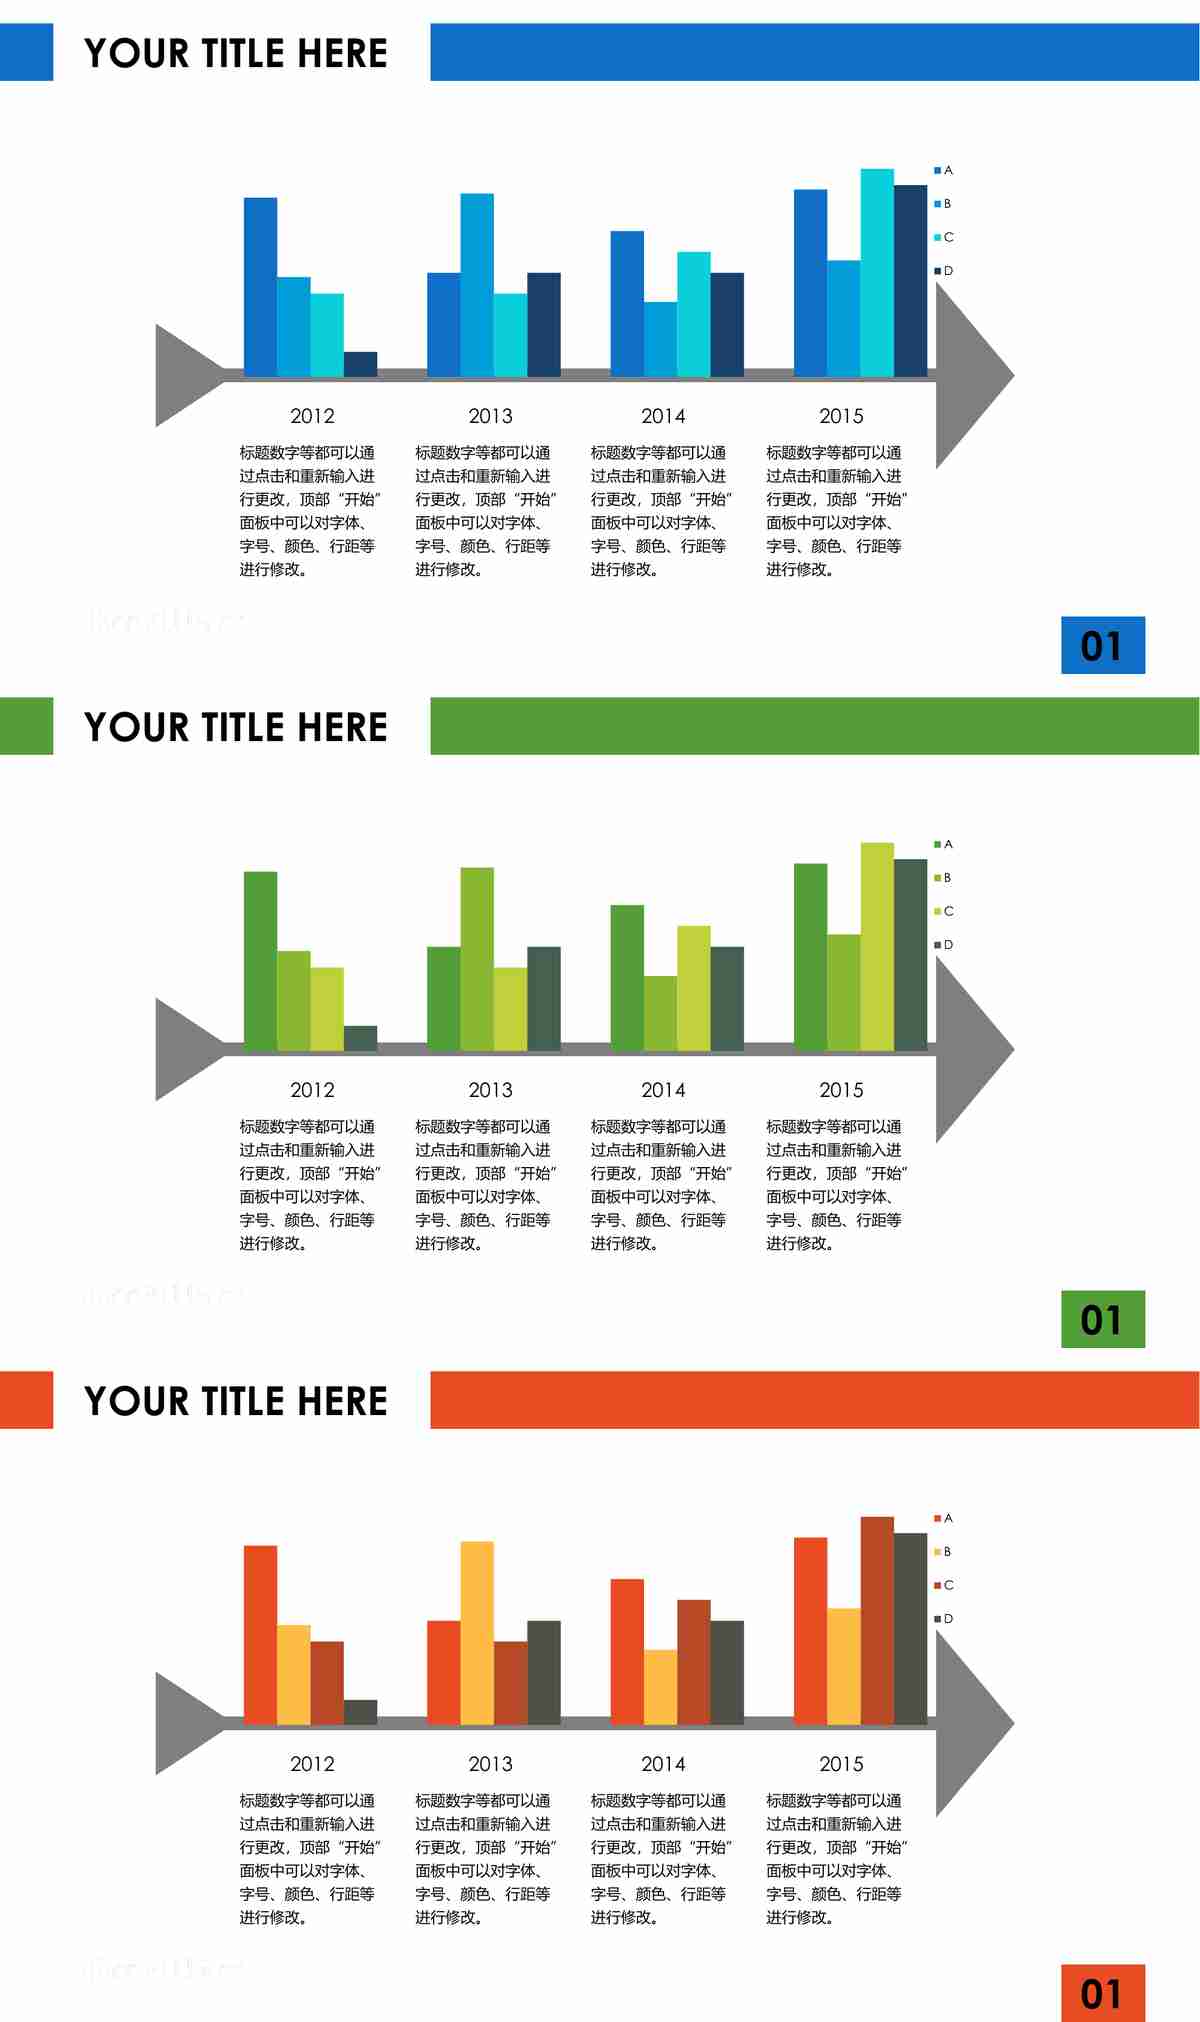 YOUR TITLE HERE
A
B
C
D
2012 2013 2014 2015
标题数字等都可以通 标题数字等都可以通 标题数字等都可以通 标题数字等都可以通
过点击和重新输入进 过点击和重新输入进 过点击和重新输入进 过点击和重新输入进
行更改，顶部“开始” 行更改，顶部“开始” 行更改，顶部“开始” 行更改，顶部“开始”
面板中可以对字体、 面板中可以对字体、 面板中可以对字体、 面板中可以对字体、
字号、颜色、行距等 字号、颜色、行距等 字号、颜色、行距等 字号、颜色、行距等
进行修改。 进行修改。 进行修改。 进行修改。
01
YOUR TITLE HERE
A
B
C
D
2012 2013 2014 2015
标题数字等都可以通 标题数字等都可以通 标题数字等都可以通 标题数字等都可以通
过点击和重新输入进 过点击和重新输入进 过点击和重新输入进 过点击和重新输入进
行更改，顶部“开始” 行更改，顶部“开始” 行更改，顶部“开始” 行更改，顶部“开始”
面板中可以对字体、 面板中可以对字体、 面板中可以对字体、 面板中可以对字体、
字号、颜色、行距等 字号、颜色、行距等 字号、颜色、行距等 字号、颜色、行距等
进行修改。 进行修改。 进行修改。 进行修改。
01
YOUR TITLE HERE
A
B
C
D
2012 2013 2014 2015
标题数字等都可以通 标题数字等都可以通 标题数字等都可以通 标题数字等都可以通
过点击和重新输入进 过点击和重新输入进 过点击和重新输入进 过点击和重新输入进
行更改，顶部“开始” 行更改，顶部“开始” 行更改，顶部“开始” 行更改，顶部“开始”
面板中可以对字体、 面板中可以对字体、 面板中可以对字体、 面板中可以对字体、
字号、颜色、行距等 字号、颜色、行距等 字号、颜色、行距等 字号、颜色、行距等
进行修改。 进行修改。 进行修改。 进行修改。
01